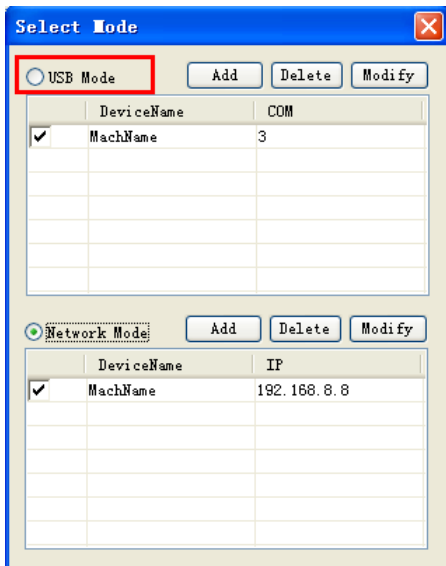 Select Mode
USB Mode Add Delete Modify
DeviceName COM
MachName 3
Network Mode Add Delete Modify
DeviceName IP
MachName 192.168.8.8